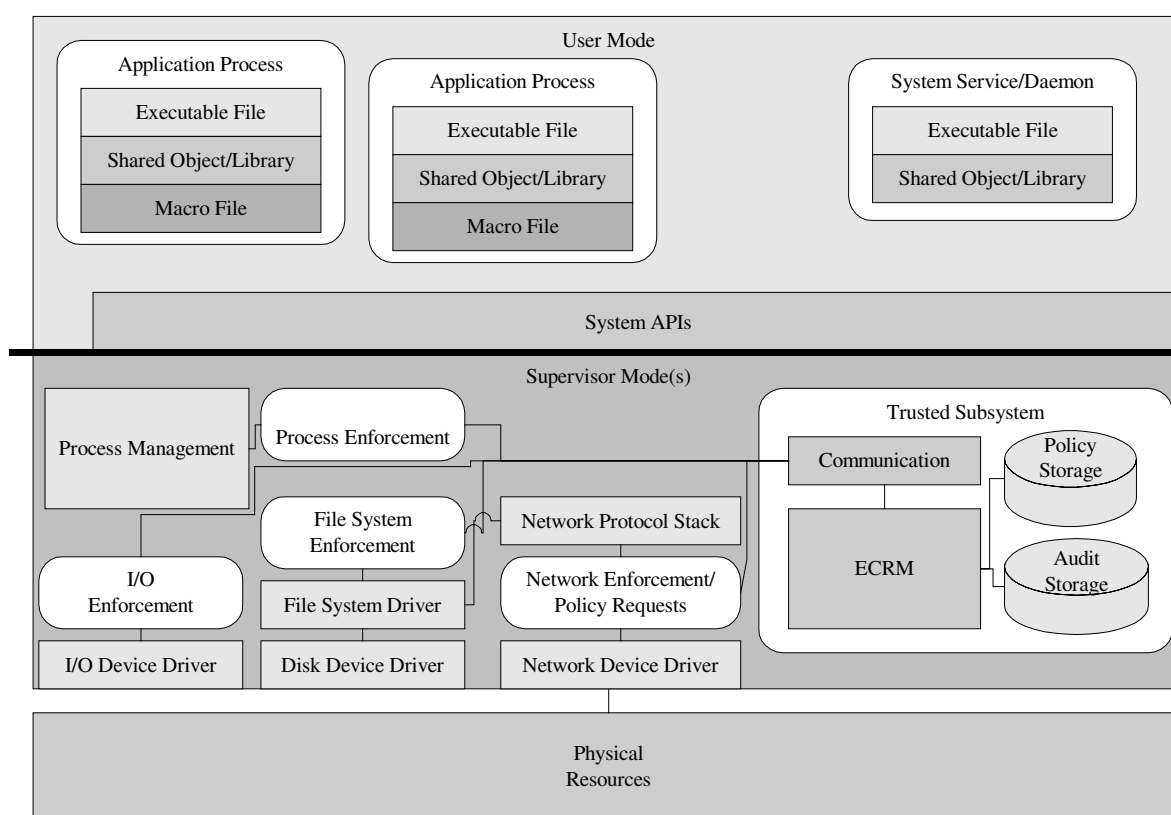 User Mode
Application Process
Executable File
Shared Object/Library
Macro File
Application Process
Executable File
Shared Object/Library
Macro File
System Service/Daemon
Executable File
Shared Object/Library
System APIs
Supervisor Mode(s)
Process Management
Process Enforcement
File System
Enforcement
Network Protocol Stack
I/O
Enforcement
File System Driver
Network Enforcement/
Policy Requests
I/O Device Driver
Disk Device Driver
Network Device Driver
Trusted Subsystem
Communication
Policy
Storage
ECRM
Audit
Storage
Physical
Resources